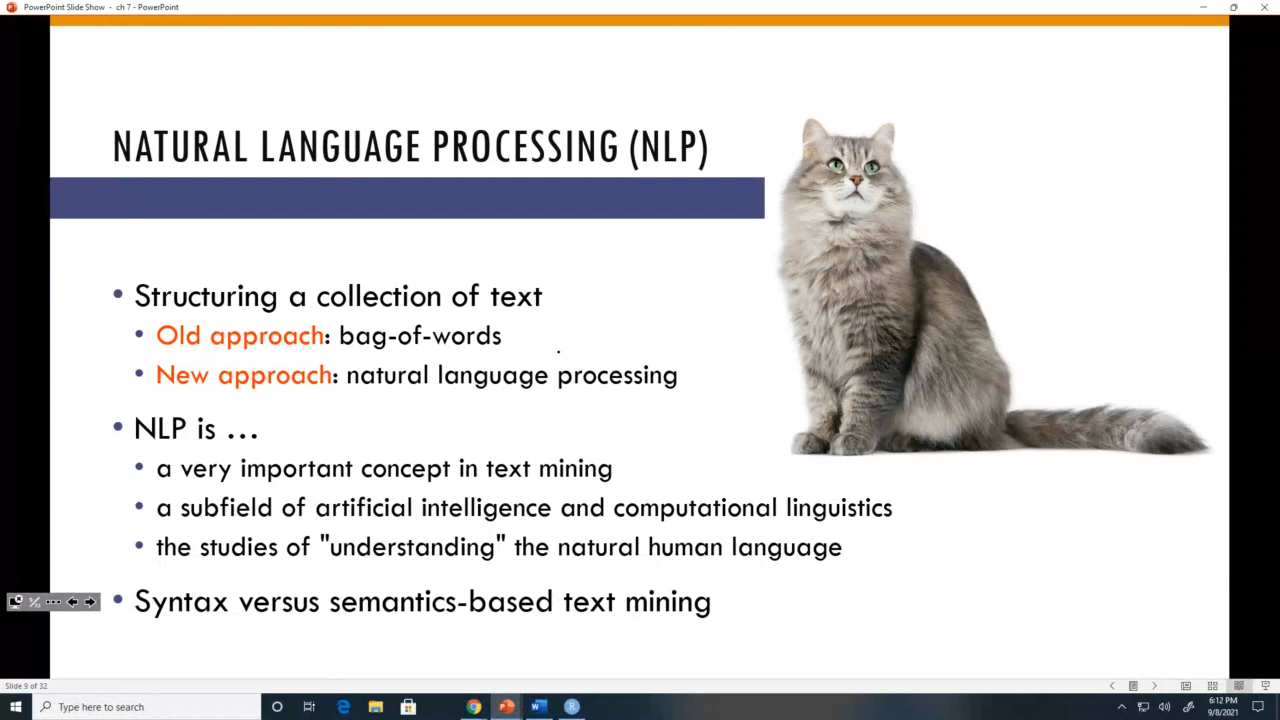 PowerPoint Slide Show - ch 7 - PowerPoint
NATURAL LANGUAGE PROCESSING (NLP)
• Structuring a collection of text
• Old approach: bag-of-words
• New approach: natural language processing
• NLP is …
• a very important concept in text mining
• a subfield of artificial intelligence and computational linguistics
• the studies of "understanding" the natural human language
• Syntax versus semantics-based text mining
Slide 9 of 32
Type here to search
6:12 PM
9/8/2021